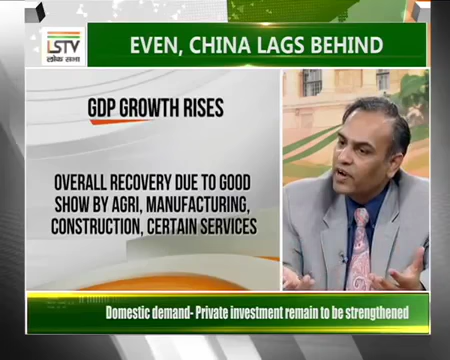 LSTV
लोक सभा
EVEN, CHINA LAGS BEHIND
GDP GROWTH RISES
OVERALL RECOVERY DUE TO GOOD
SHOW BY AGRI, MANUFACTURING,
CONSTRUCTION, CERTAIN SERVICES
Domestic demand- Private investment remain to be strengthened